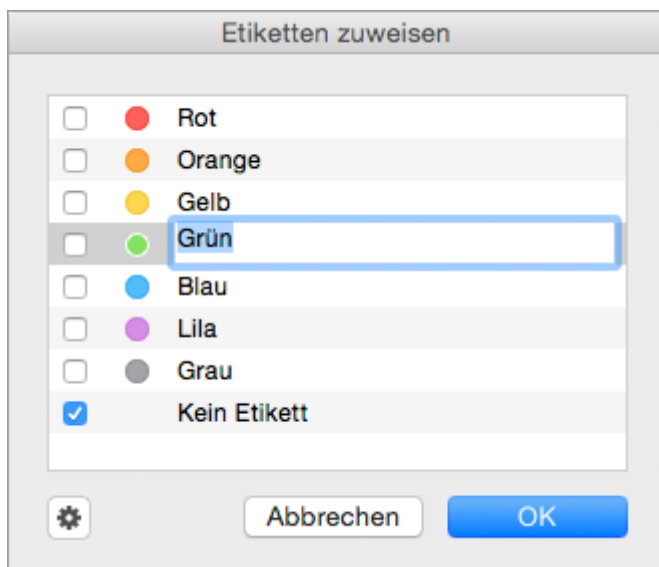 Etiketten zuweisen
Rot
Orange
Gelb
Grün
Blau
Lila
Grau
Kein Etikett
Abbrechen OK